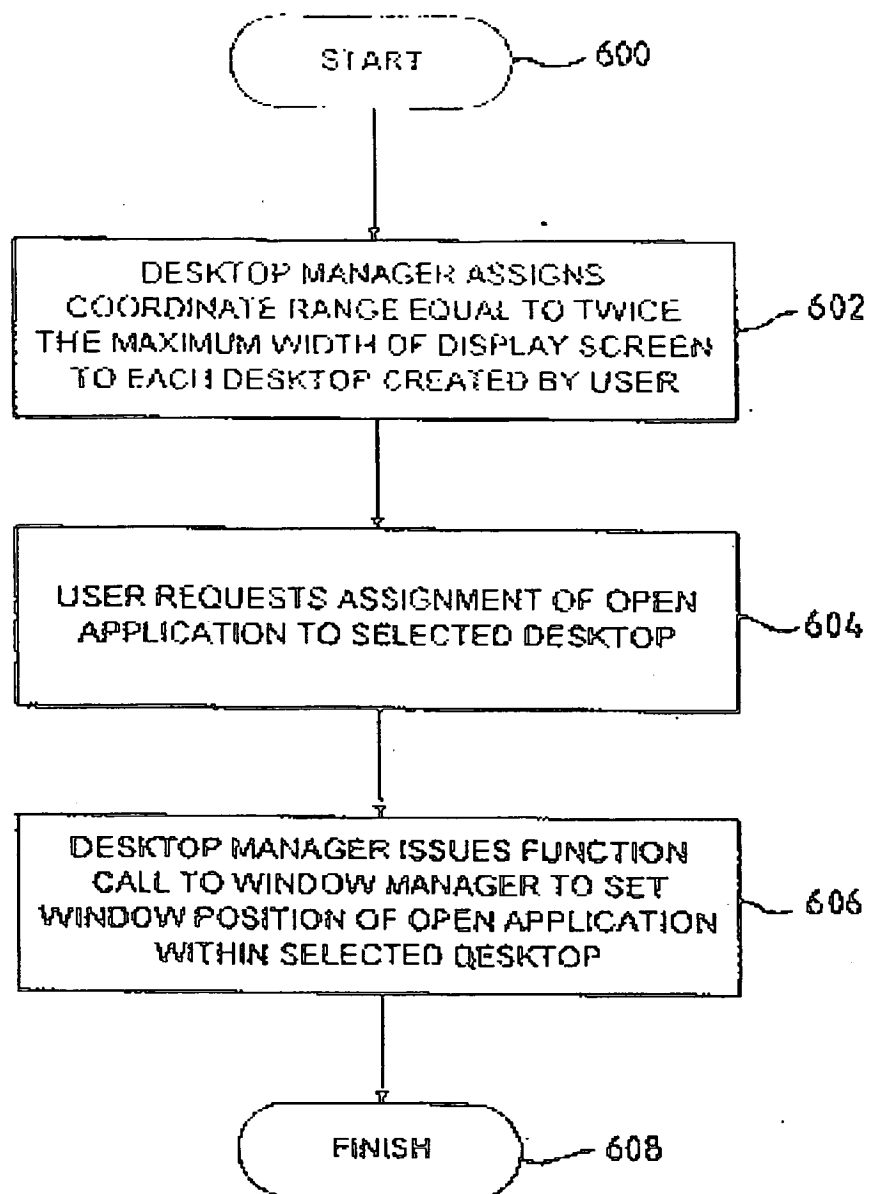 START
600
DESKTOP MANAGER ASSIGNS
COORDINATE RANGE EQUAL TO TWICE
THE MAXIMUM WIDTH OF DISPLAY SCREEN
TO EACH DESKTOP CREATED BY USER
602
USER REQUESTS ASSIGNMENT OF OPEN
APPLICATION TO SELECTED DESKTOP
604
DESKTOP MANAGER ISSUES FUNCTION
CALL TO WINDOW MANAGER TO SET
WINDOW POSITION OF OPEN APPLICATION
WITHIN SELECTED DESKTOP
606
FINISH
608